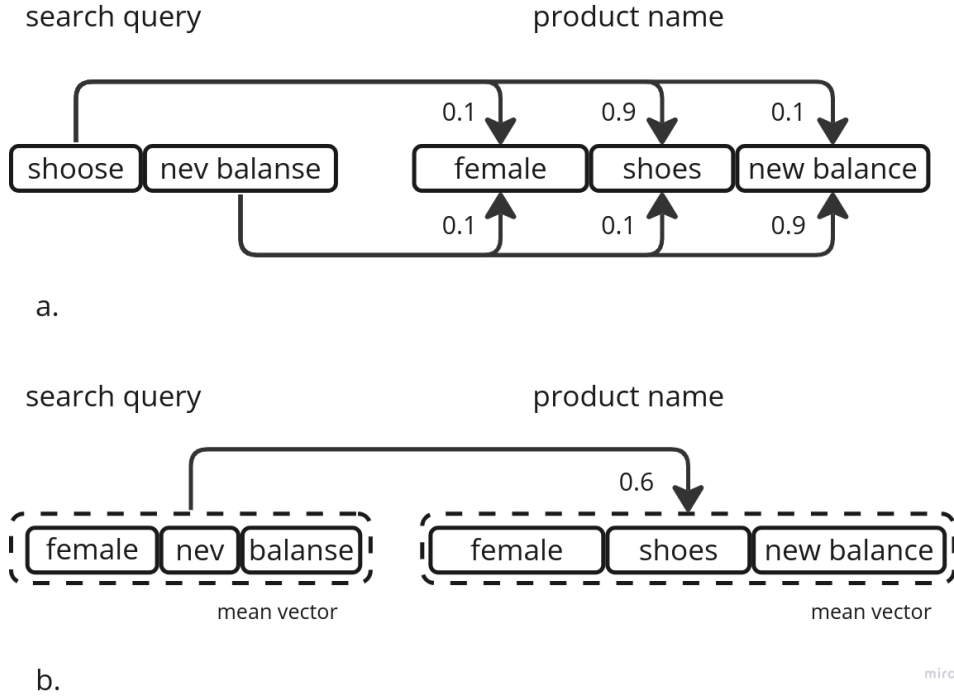 search query product name
0.1 0.9 0.1
shoose nev balanse female shoes new balance
0.1 0.1 0.9
a.
search query product name
0.6
female nev balanse female shoes new balance
mean vector mean vector
miro
b.